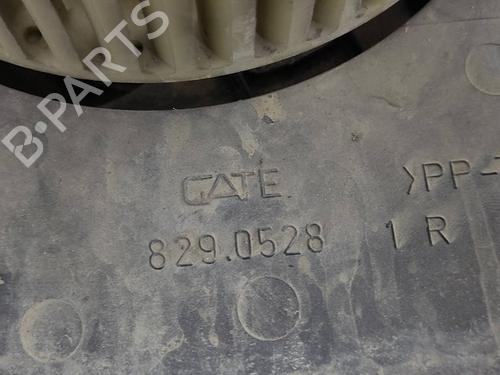 B-PARTS
GATE >PP-
829.0528 1 R